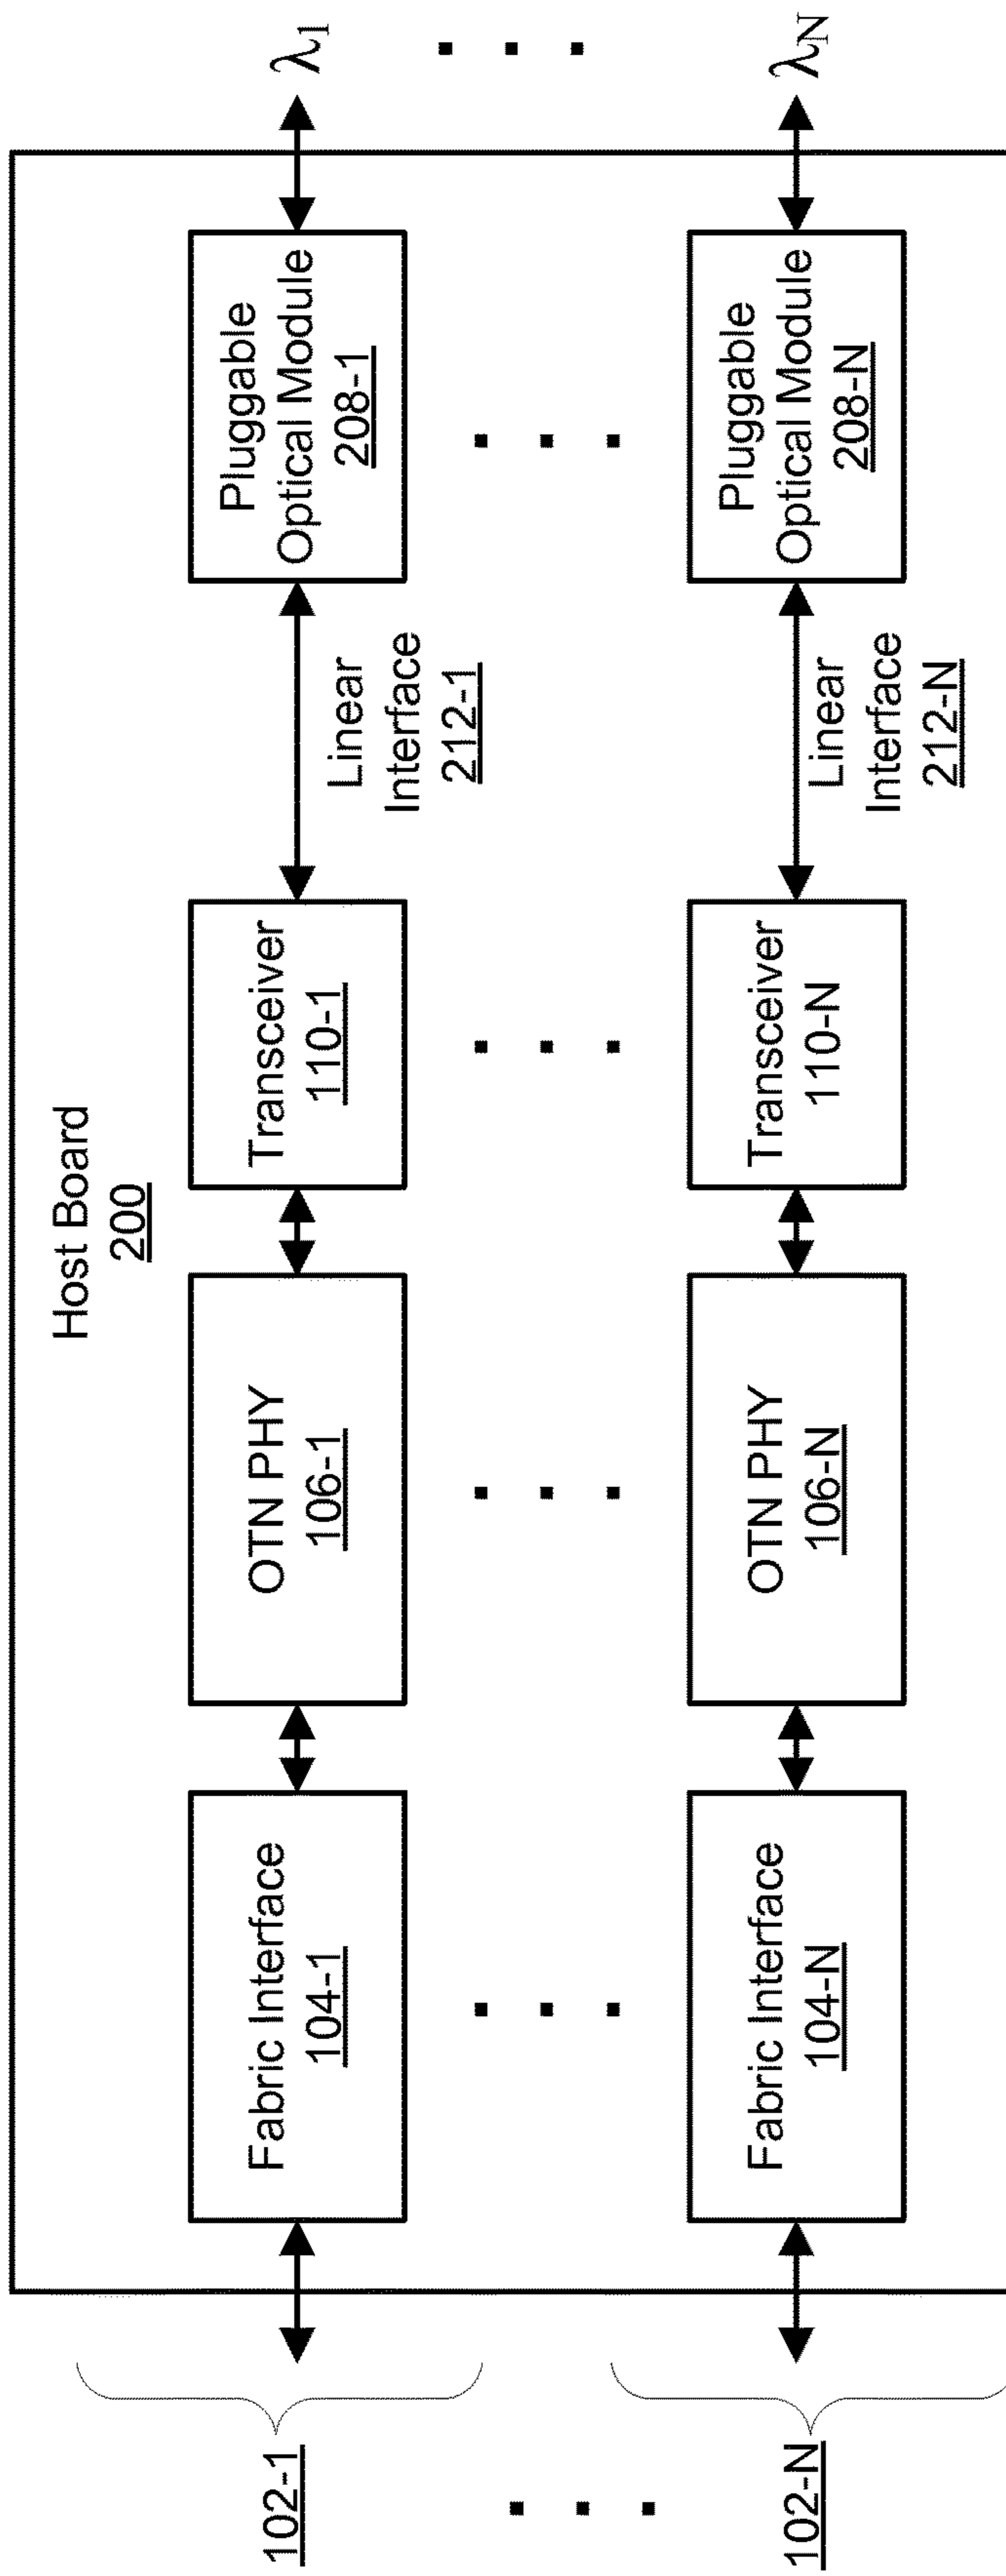 Host Board
200
102-1
Fabric Interface
104-1
OTN PHY
106-1
Transceiver
110-1
Linear
Interface
212-1
Pluggable
Optical Module
208-1
λ1
102-N
Fabric Interface
104-N
OTN PHY
106-N
Transceiver
110-N
Linear
Interface
212-N
Pluggable
Optical Module
208-N
λN